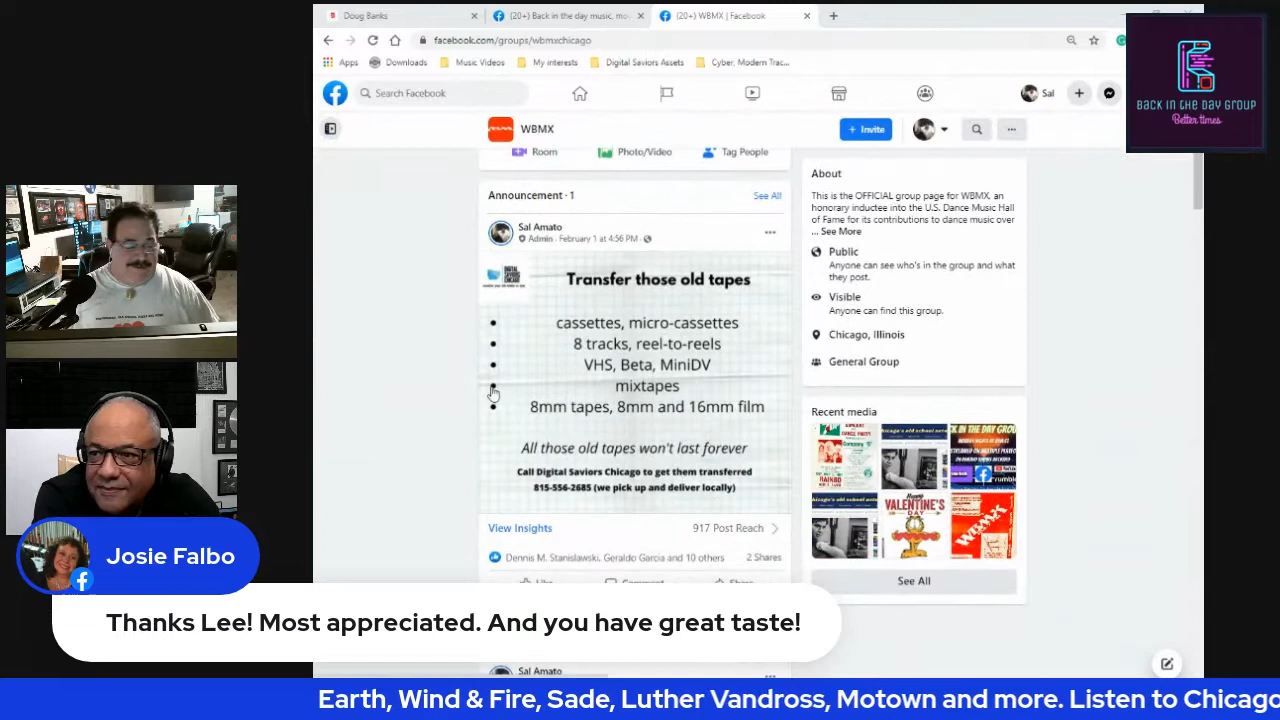 Doug Banks
(20+) Back in the day music, mo
(20+) WBMX | Facebook
facebook.com/groups/wbmxchicago
Apps
Downloads
Music Videos
My interests
Digital Saviors Assets
Cyber, Modern Trac...
Search Facebook
Sal
WBMX
+ Invite
Room
Photo/Video
Tag People
Announcement · 1
See All
Sal Amato
Admin · February 1 at 4:56 PM ·
Transfer those old tapes
• cassettes, micro-cassettes
• 8 tracks, reel-to-reels
• VHS, Beta, MiniDV
• mixtapes
• 8mm tapes, 8mm and 16mm film
All those old tapes won't last forever
Call Digital Saviors Chicago to get them transferred
815-556-2685 (we pick up and deliver locally)
View Insights
917 Post Reach
Dennis M. Stanislawski, Geraldo Garcia and 10 others
2 Shares
Like
Comment
Share
Sal Amato
About
This is the OFFICIAL group page for WBMX, an
honorary inductee into the U.S. Dance Music Hall
of Fame for its contributions to dance music over
... See More
Public
Anyone can see who's in the group and what
they post.
Visible
Anyone can find this group.
Chicago, Illinois
General Group
Recent media
HAPPY
VALENTINE'S
DAY
WBMX
See All
BACK IN THE DAY GROUP
Better times
Josie Falbo
Thanks Lee! Most appreciated. And you have great taste!
Earth, Wind & Fire, Sade, Luther Vandross, Motown and more. Listen to Chicago